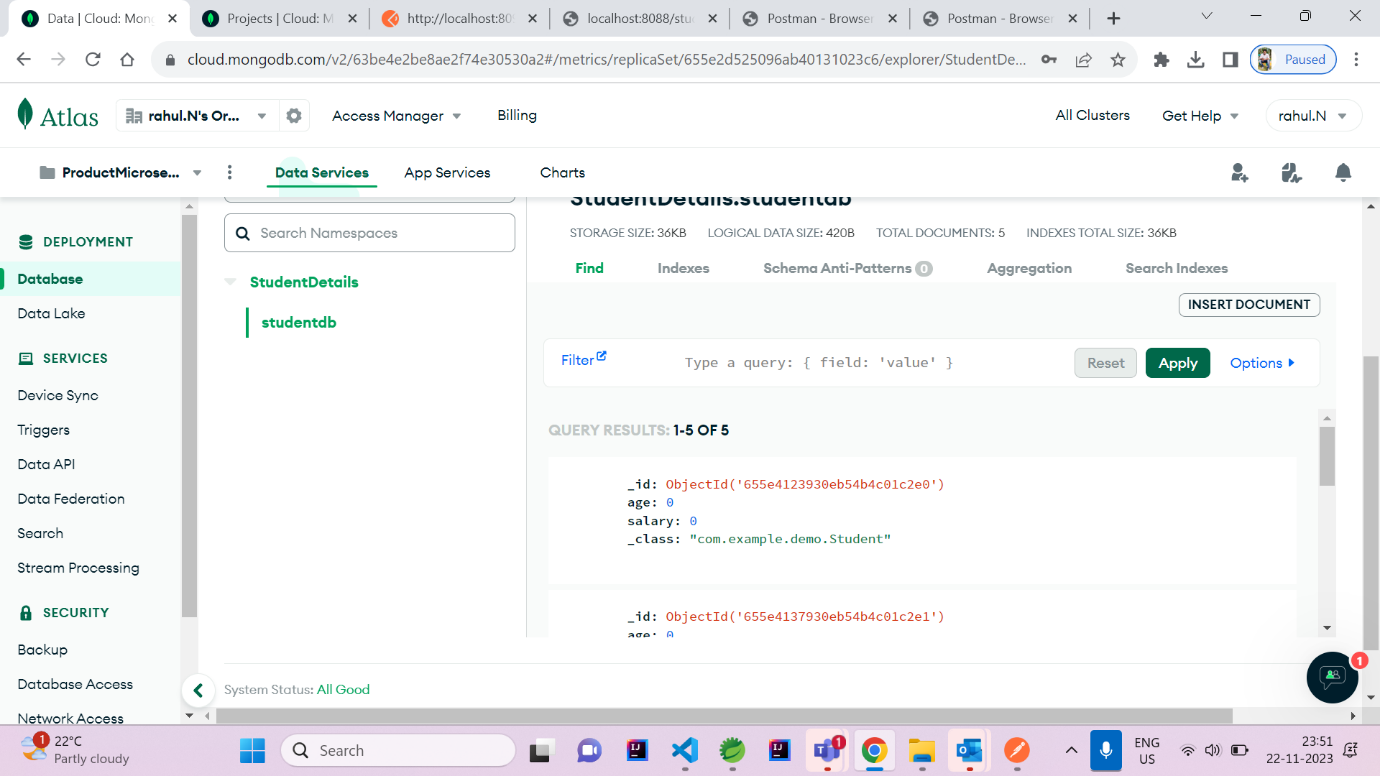 Data | Cloud: Mon
Projects | Cloud: M
http://localhost:80
localhost:8088/stu
Postman - Browser
Postman - Browser
cloud.mongodb.com/v2/63be4e2be8ae2f74e30530a2#/metrics/replicaSet/655e2d525096ab40131023c6/explorer/StudentDe...
Paused
Atlas
rahul.N's Or...
Access Manager
Billing
All Clusters
Get Help
rahul.N
ProductMicrose...
Data Services
App Services
Charts
DEPLOYMENT
Database
Data Lake
SERVICES
Device Sync
Triggers
Data API
Data Federation
Search
Stream Processing
SECURITY
Backup
Database Access
Network Access
Search Namespaces
StudentDetails
studentdb
StudentDetails.studentdb
STORAGE SIZE: 36KB LOGICAL DATA SIZE: 420B TOTAL DOCUMENTS: 5 INDEXES TOTAL SIZE: 36KB
Find Indexes Schema Anti-Patterns 0 Aggregation Search Indexes
INSERT DOCUMENT
Filter Type a query: { field: 'value' } Reset Apply Options
QUERY RESULTS: 1-5 OF 5
_id: ObjectId('655e4123930eb54b4c01c2e0')
age: 0
salary: 0
_class: "com.example.demo.Student"
_id: ObjectId('655e4137930eb54b4c01c2e1')
age: 0
System Status: All Good
1
1
22°C
Partly cloudy
Search
1
ENG
US
23:51
22-11-2023